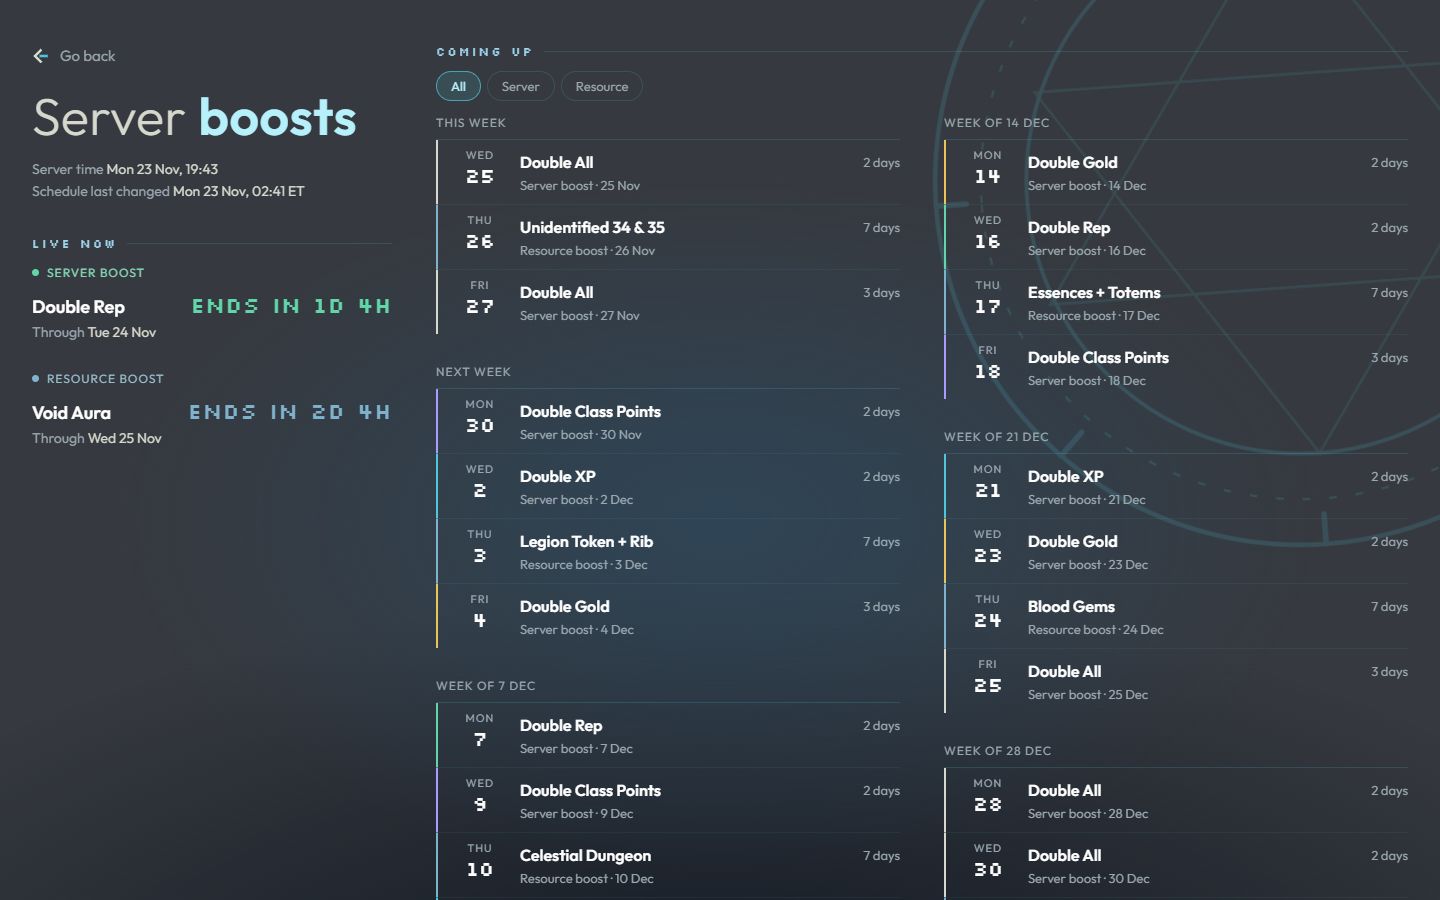 Go back
Server boosts
Server time Mon 23 Nov, 19:43
Schedule last changed Mon 23 Nov, 02:41 ET
LIVE NOW
SERVER BOOST
Double Rep ENDS IN 1D 4H
Through Tue 24 Nov
RESOURCE BOOST
Void Aura ENDS IN 2D 4H
Through Wed 25 Nov
COMING UP
All Server Resource
THIS WEEK
WED
25
Double All
2 days
Server boost · 25 Nov
THU
26
Unidentified 34 & 35
7 days
Resource boost · 26 Nov
FRI
27
Double All
3 days
Server boost · 27 Nov
NEXT WEEK
MON
30
Double Class Points
2 days
Server boost · 30 Nov
WED
2
Double XP
2 days
Server boost · 2 Dec
THU
3
Legion Token + Rib
7 days
Resource boost · 3 Dec
FRI
4
Double Gold
3 days
Server boost · 4 Dec
WEEK OF 7 DEC
MON
7
Double Rep
2 days
Server boost · 7 Dec
WED
9
Double Class Points
2 days
Server boost · 9 Dec
THU
10
Celestial Dungeon
7 days
Resource boost · 10 Dec
WEEK OF 14 DEC
MON
14
Double Gold
2 days
Server boost · 14 Dec
WED
16
Double Rep
2 days
Server boost · 16 Dec
THU
17
Essences + Totems
7 days
Resource boost · 17 Dec
FRI
18
Double Class Points
3 days
Server boost · 18 Dec
WEEK OF 21 DEC
MON
21
Double XP
2 days
Server boost · 21 Dec
WED
23
Double Gold
2 days
Server boost · 23 Dec
THU
24
Blood Gems
7 days
Resource boost · 24 Dec
FRI
25
Double All
3 days
Server boost · 25 Dec
WEEK OF 28 DEC
MON
28
Double All
2 days
Server boost · 28 Dec
WED
30
Double All
2 days
Server boost · 30 Dec